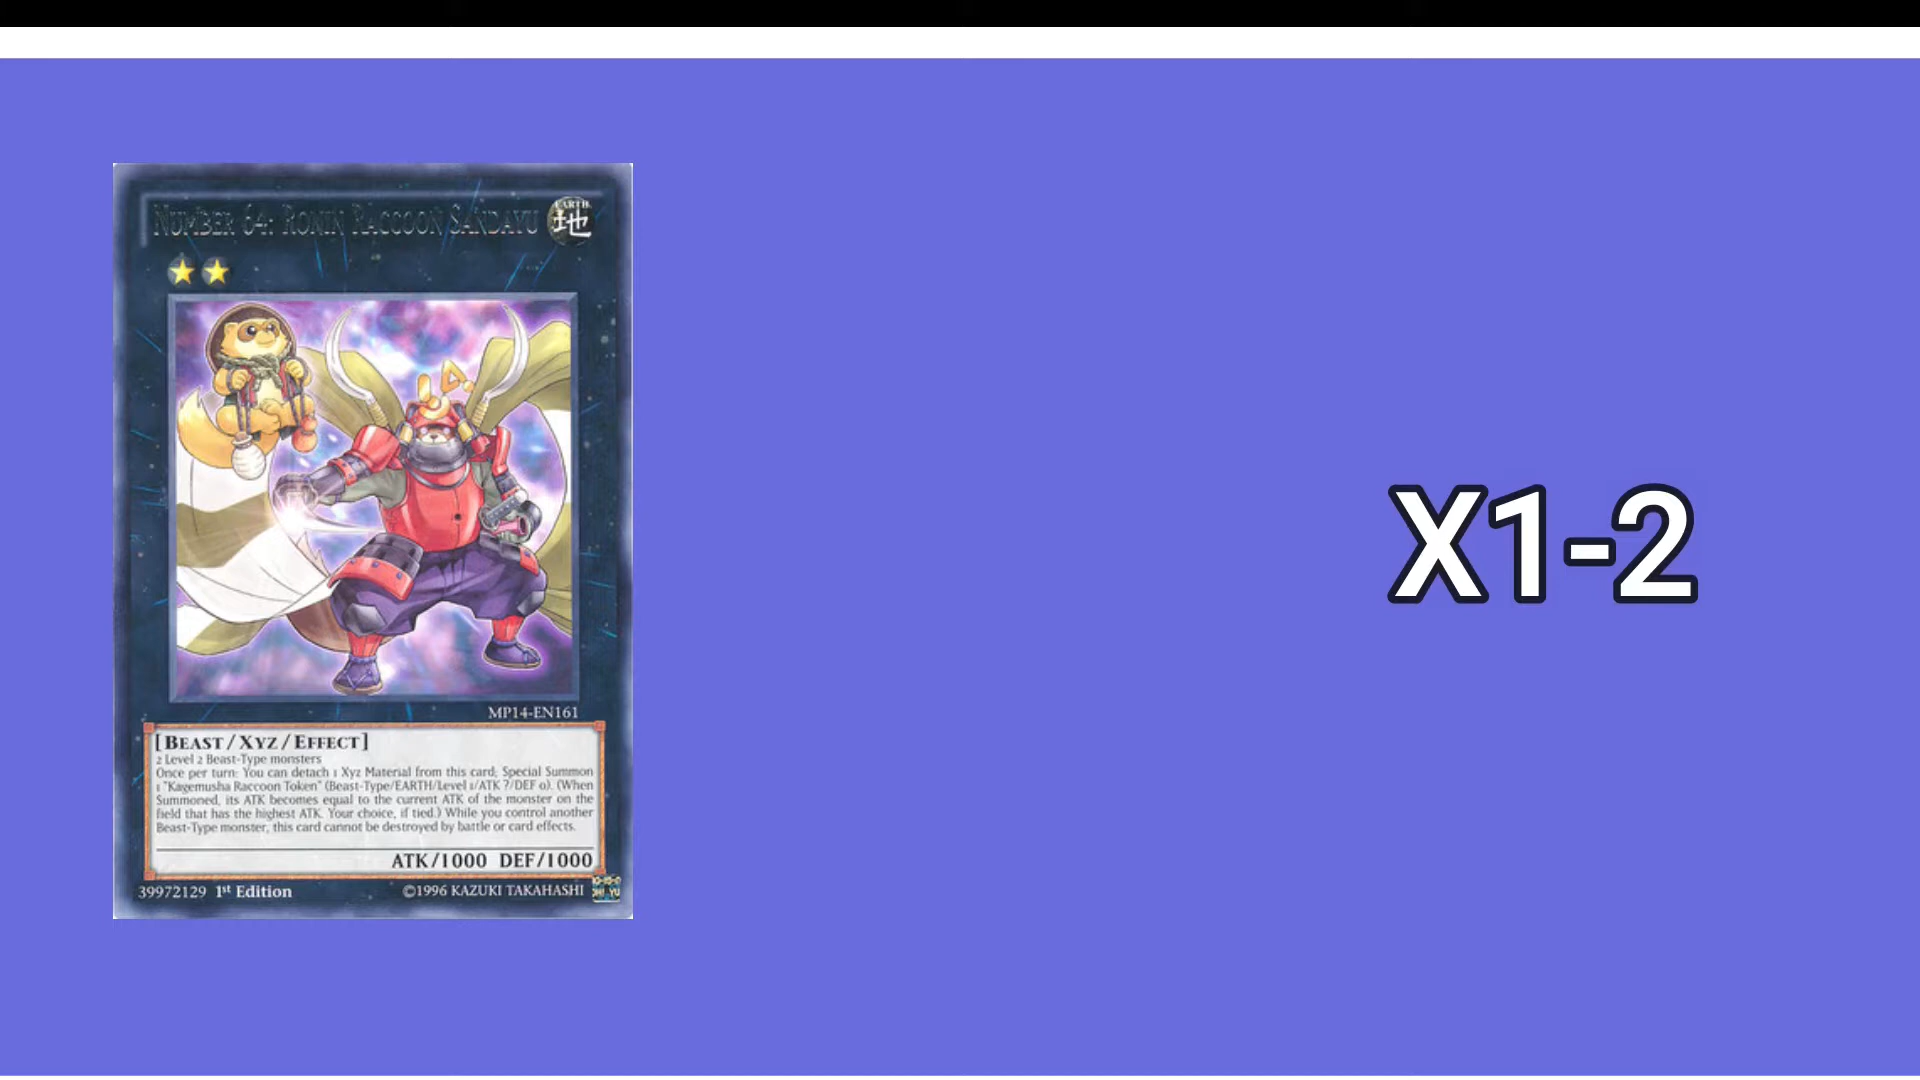 NUMBER 64: RONIN RACCOON SANDAYU
EARTH
地
MP14-EN161
[BEAST/XYZ/EFFECT]
2 Level 2 Beast-Type monsters
Once per turn: You can detach 1 Xyz Material from this card; Special Summon
1 "Kagemusha Raccoon Token" (Beast-Type/EARTH/Level 1/ATK ?/DEF 0). (When
Summoned, its ATK becomes equal to the current ATK of the monster on the
field that has the highest ATK. Your choice, if tied.) While you control another
Beast-Type monster, this card cannot be destroyed by battle or card effects.
ATK/1000 DEF/1000
39972129 1st Edition
©1996 KAZUKI TAKAHASHI
X1-2